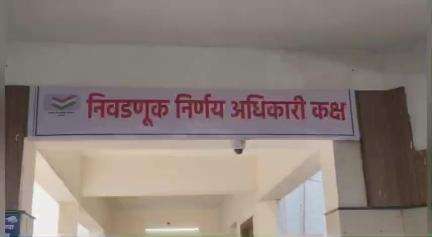 निवडणूक निर्णय अधिकारी कक्ष